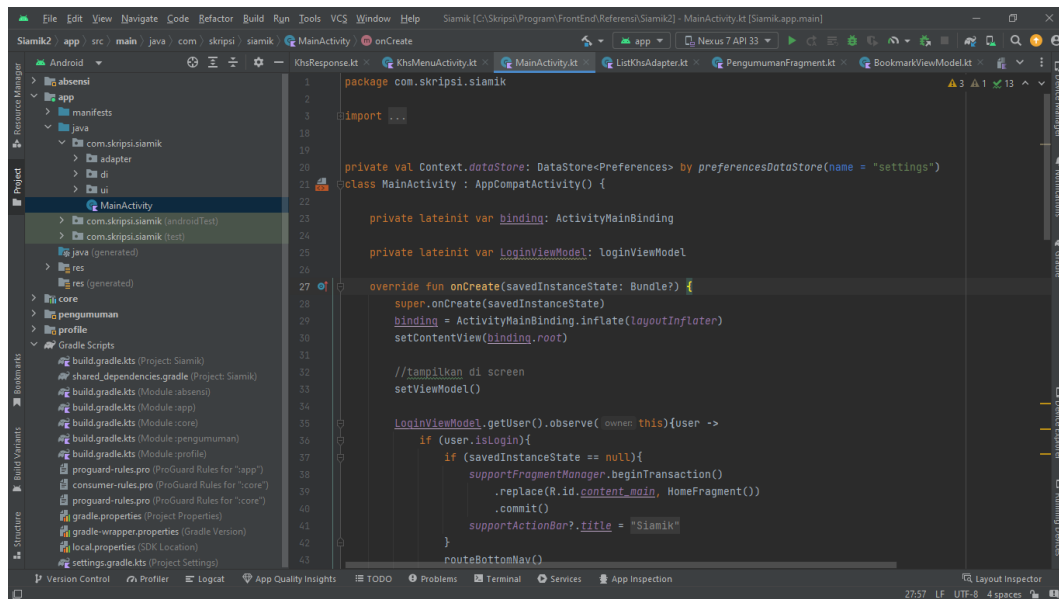 File Edit View Navigate Code Refactor Build Run Tools VCS Window Help Siamik [C:\Skripsi\Program\FrontEnd\Referensi\Siamik2] - MainActivity.kt [Siamik.app.main]
Siamik2 app src main java com skripsi siamik MainActivity onCreate app Nexus 7 API 33
Android KhsResponse.kt KhsMenuActivity.kt MainActivity.kt ListKhsAdapter.kt PengumumanFragment.kt BookmarkViewModel.kt
Resource Manager
Project
Bookmarks
Build Variants
Structure
absensi
app
manifests
java
com.skripsi.siamik
adapter
di
ui
MainActivity
com.skripsi.siamik (androidTest)
com.skripsi.siamik (test)
java (generated)
res
res (generated)
core
pengumuman
profile
Gradle Scripts
build.gradle.kts (Project: Siamik)
shared_dependencies.gradle (Project: Siamik)
build.gradle.kts (Module :absensi)
build.gradle.kts (Module :app)
build.gradle.kts (Module :core)
build.gradle.kts (Module :pengumuman)
build.gradle.kts (Module :profile)
proguard-rules.pro (ProGuard Rules for ":app")
consumer-rules.pro (ProGuard Rules for ":core")
proguard-rules.pro (ProGuard Rules for ":core")
gradle.properties (Project Properties)
gradle-wrapper.properties (Gradle Version)
local.properties (SDK Location)
settings.gradle.kts (Project Settings)
3 1 13
1 package com.skripsi.siamik
2
3 import ...
18
19
20 private val Context.dataStore: DataStore<Preferences> by preferencesDataStore(name = "settings")
21 class MainActivity : AppCompatActivity() {
22
23 private lateinit var binding: ActivityMainBinding
24
25 private lateinit var LoginViewModel: loginViewModel
26
27 override fun onCreate(savedInstanceState: Bundle?) {
28 super.onCreate(savedInstanceState)
29 binding = ActivityMainBinding.inflate(layoutInflater)
30 setContentView(binding.root)
31
32 //tampilkan di screen
33 setViewModel()
34
35 LoginViewModel.getUser().observe( owner: this){user ->
36 if (user.isLogin){
37 if (savedInstanceState == null){
38 supportFragmentManager.beginTransaction()
39 .replace(R.id.content_main, HomeFragment())
40 .commit()
41 supportActionBar?.title = "Siamik"
42 }
43 routeBottomNav()
Version Control Profiler Logcat App Quality Insights TODO Problems Terminal Services App Inspection Layout Inspector
27:57 LF UTF-8 4 spaces